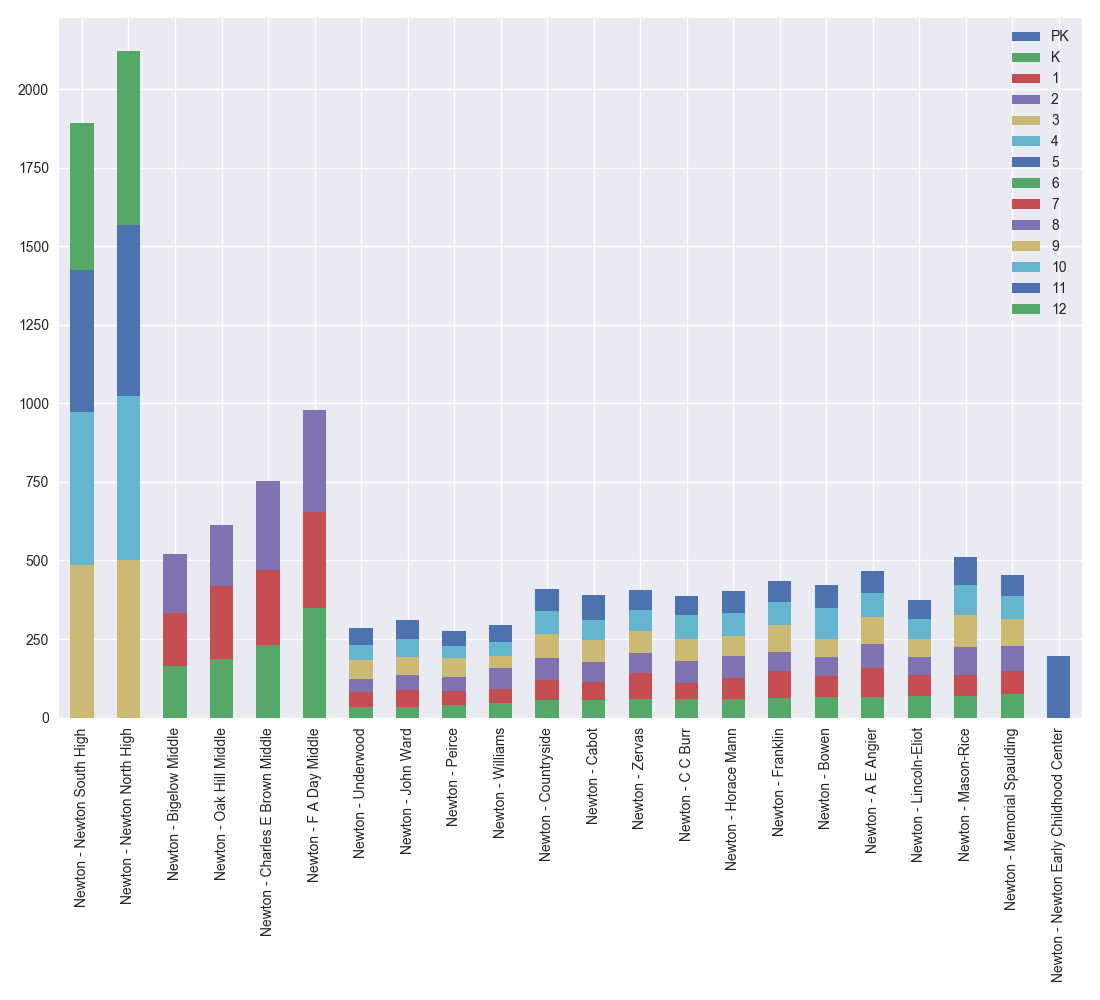 2000
1750
1500
1250
1000
750
500
250
0
PK
K
1
2
3
4
5
6
7
8
9
10
11
12
Newton - Newton South High
Newton - Newton North High
Newton - Bigelow Middle
Newton - Oak Hill Middle
Newton - Charles E Brown Middle
Newton - F A Day Middle
Newton - Underwood
Newton - John Ward
Newton - Peirce
Newton - Williams
Newton - Countryside
Newton - Cabot
Newton - Zervas
Newton - C C Burr
Newton - Horace Mann
Newton - Franklin
Newton - Bowen
Newton - A E Angier
Newton - Lincoln-Eliot
Newton - Mason-Rice
Newton - Memorial Spaulding
Newton - Newton Early Childhood Center